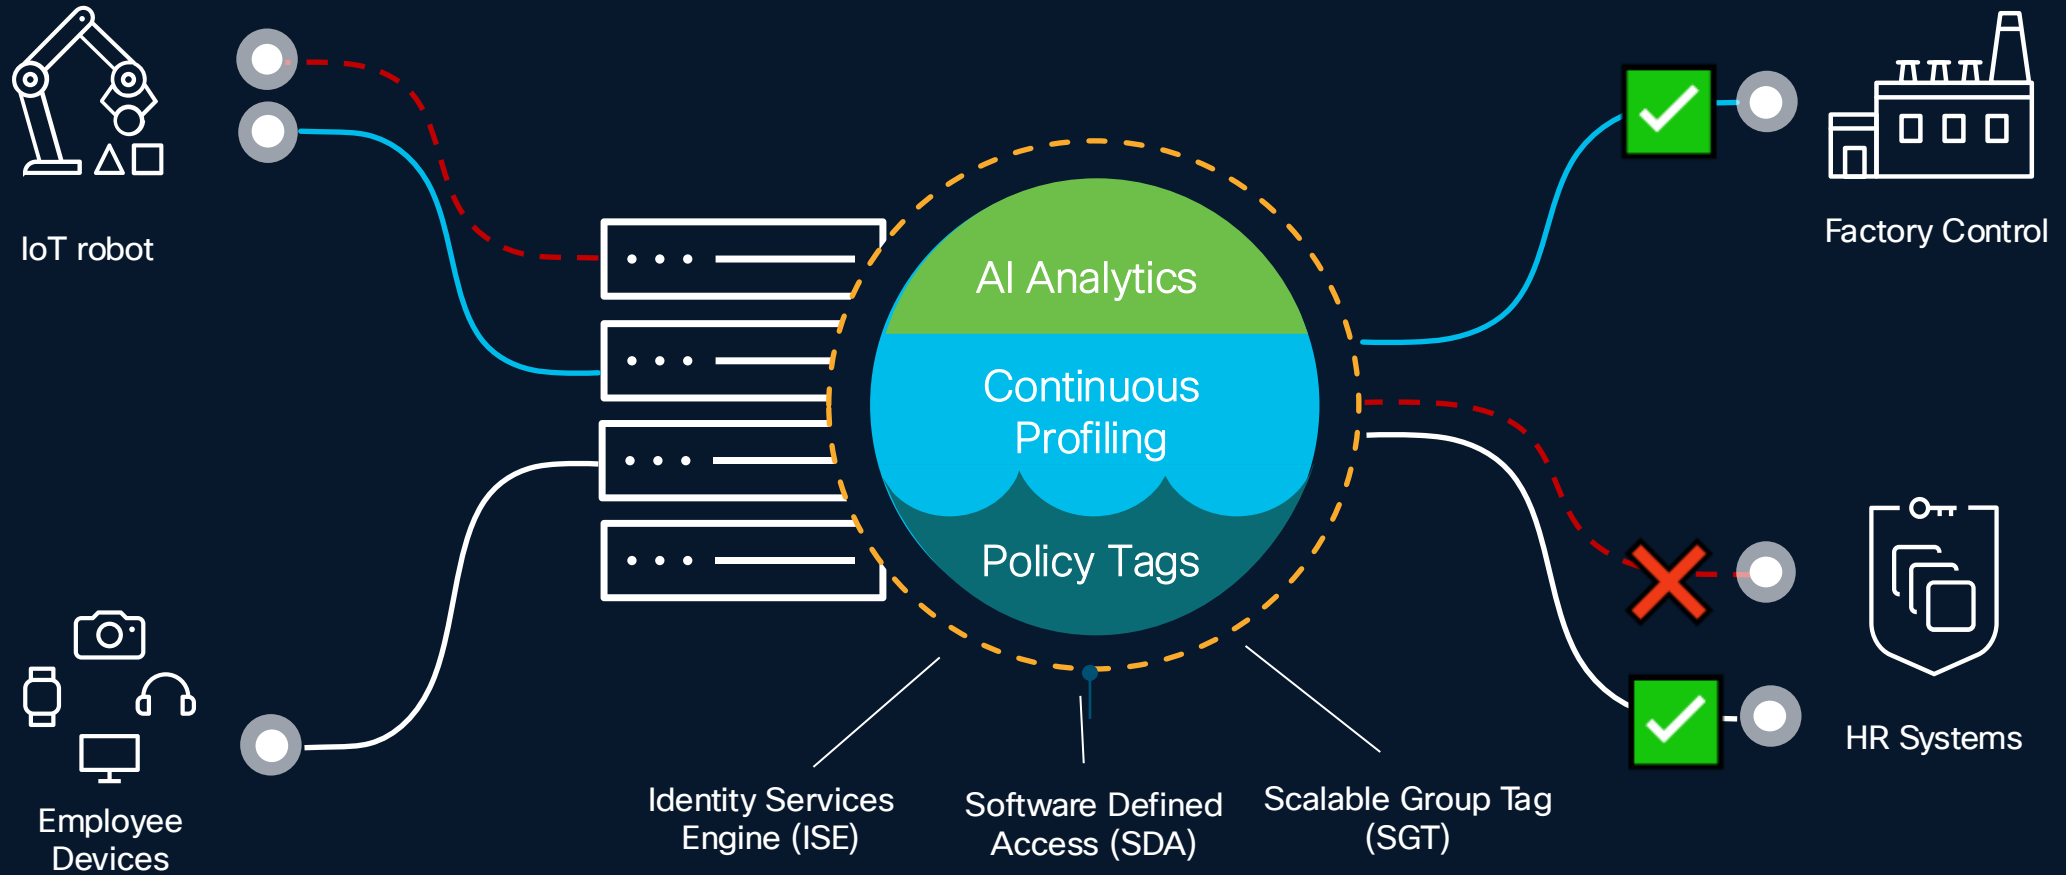 IoT robot
Factory Control
AI Analytics
Continuous
Profiling
Policy Tags
HR Systems
Employee
Devices
Identity Services
Engine (ISE)
Software Defined
Access (SDA)
Scalable Group Tag
(SGT)